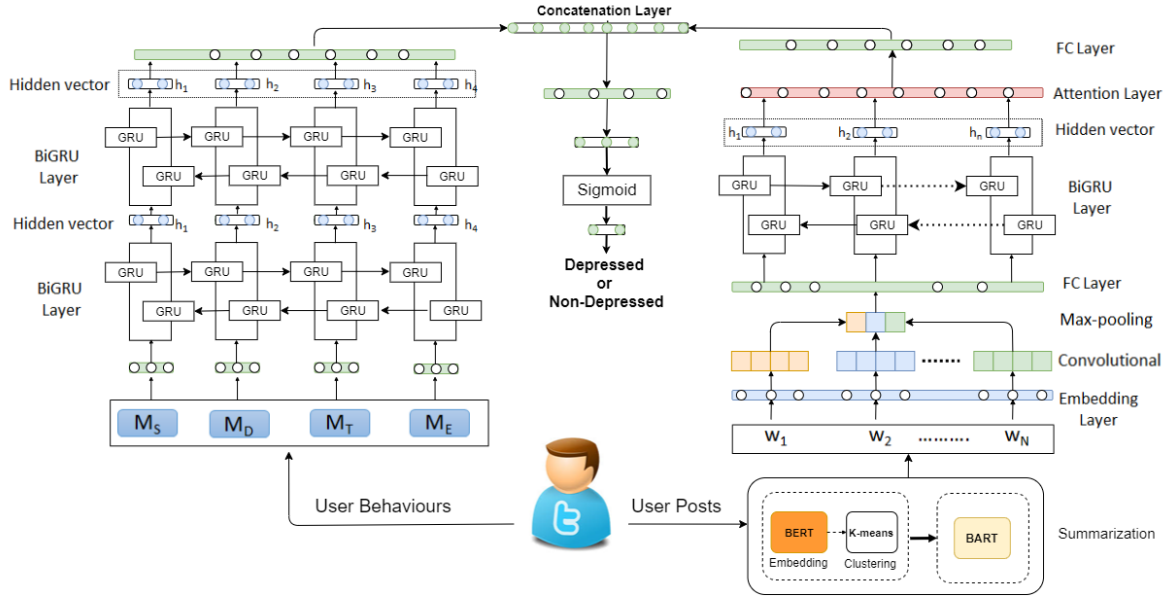 Concatenation Layer
FC Layer
Hidden vector
h1
h2
h3
h4
Attention Layer
Hidden vector
h1
h2
hn
BiGRU
Layer
GRU
GRU
GRU
GRU
GRU
GRU
GRU
GRU
Sigmoid
Depressed
or
Non-Depressed
GRU
GRU
GRU
GRU
GRU
GRU
BiGRU
Layer
Hidden vector
h1
h2
h3
h4
BiGRU
Layer
GRU
GRU
GRU
GRU
GRU
GRU
GRU
GRU
FC Layer
Max-pooling
Convolutional
Embedding
Layer
MS
MD
MT
ME
w1
w2
..........
wN
User Behaviours
t
User Posts
BERT
Embedding
K-means
Clustering
BART
Summarization